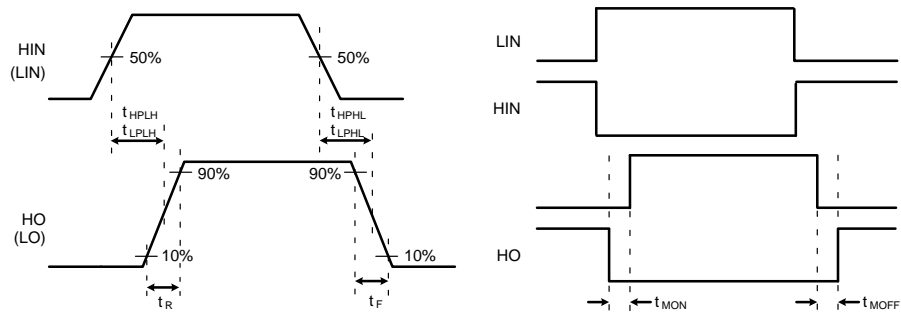 HIN
(LIN)
50%
50%
tHPLH
tLPLH
tHPHL
tLPHL
HO
(LO)
90%
90%
10%
10%
tR
tF
LIN
HIN
HO
tMON
tMOFF